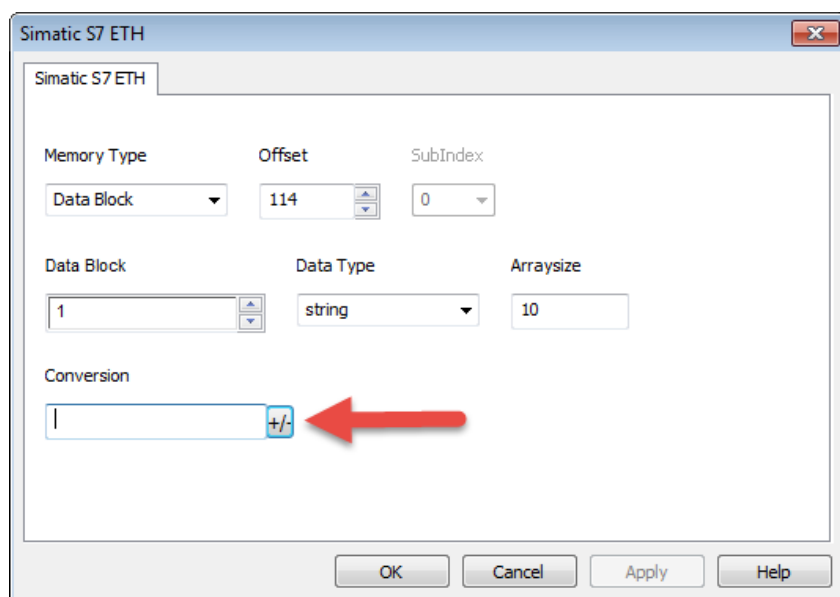 Simatic S7 ETH
Simatic S7 ETH
Memory Type Offset SubIndex
Data Block 114 0
Data Block Data Type Arraysize
1 string 10
Conversion
+/-
OK Cancel Apply Help